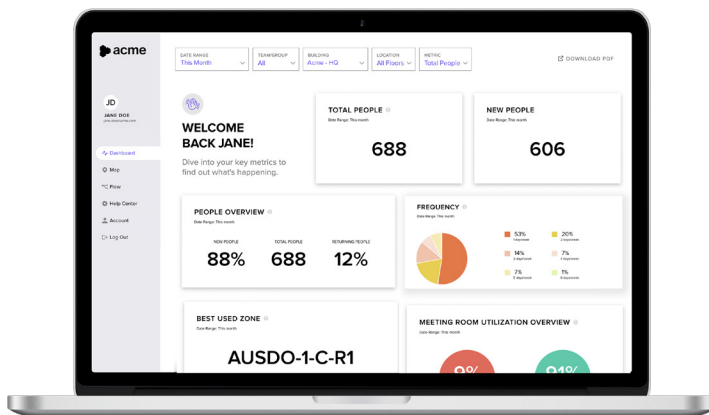 acme
DATE RANGE
This Month
TEAM/GROUP
All
BUILDING
Acme - HQ
LOCATION
All Floors
METRIC
Total People
DOWNLOAD PDF
JD
JANE DOE
Dashboard
Map
Flow
Help Center
Account
Log Out
WELCOME
BACK JANE!
Dive into your key metrics to
find out what's happening.
TOTAL PEOPLE
Date Range: This month
688
NEW PEOPLE
Date Range: This month
606
PEOPLE OVERVIEW
Date Range: This month
NEW PEOPLE
88%
TOTAL PEOPLE
688
RETURNING PEOPLE
12%
FREQUENCY
Date Range: This month
53%
20%
14%
7%
7%
1%
BEST USED ZONE
Date Range: This month
AUSDO-1-C-R1
MEETING ROOM UTILIZATION OVERVIEW
Date Range: This month
9%
91%